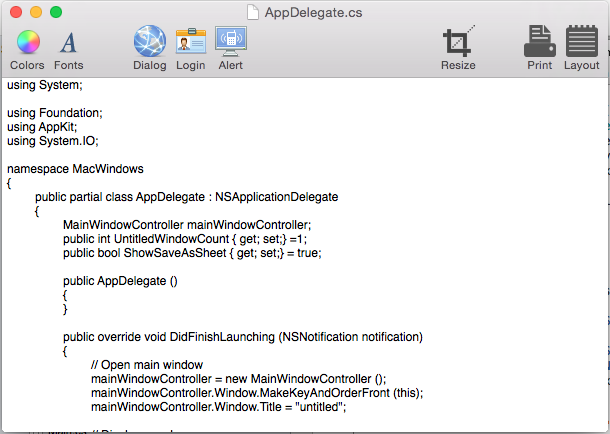 AppDelegate.cs
Colors Fonts Dialog Login Alert Resize Print Layout
using System;
using Foundation;
using AppKit;
using System.IO;
namespace MacWindows
{
public partial class AppDelegate : NSApplicationDelegate
{
MainWindowController mainWindowController;
public int UntitledWindowCount { get; set;} =1;
public bool ShowSaveAsSheet { get; set;} = true;
public AppDelegate ()
{
}
public override void DidFinishLaunching (NSNotification notification)
{
// Open main window
mainWindowController = new MainWindowController ();
mainWindowController.Window.MakeKeyAndOrderFront (this);
mainWindowController.Window.Title = "untitled";